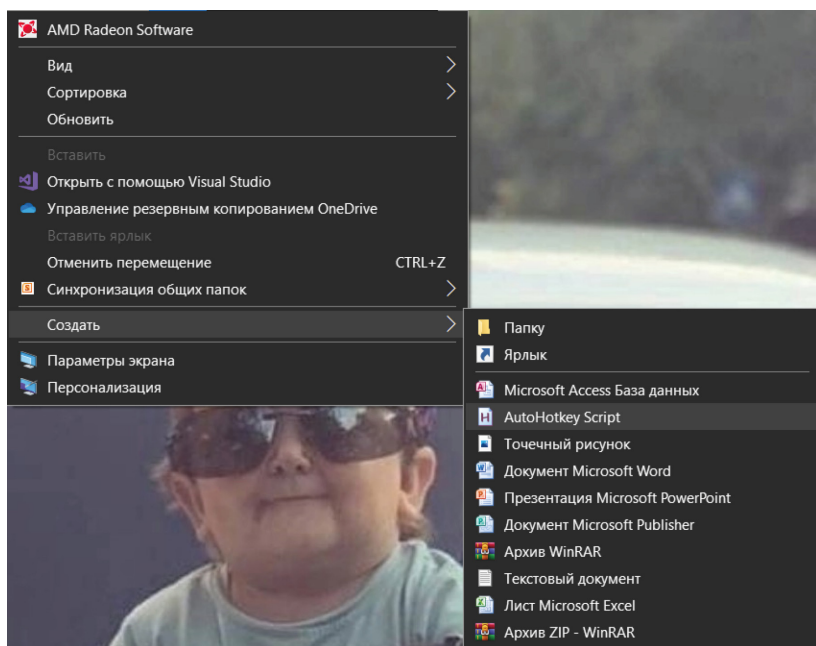 AMD Radeon Software
Вид
Сортировка
Обновить
Вставить
Открыть с помощью Visual Studio
Управление резервным копированием OneDrive
Вставить ярлык
Отменить перемещение CTRL+Z
Синхронизация общих папок
Создать
Параметры экрана
Персонализация
Папку
Ярлык
Microsoft Access База данных
AutoHotkey Script
Точечный рисунок
Документ Microsoft Word
Презентация Microsoft PowerPoint
Документ Microsoft Publisher
Архив WinRAR
Текстовый документ
Лист Microsoft Excel
Архив ZIP - WinRAR